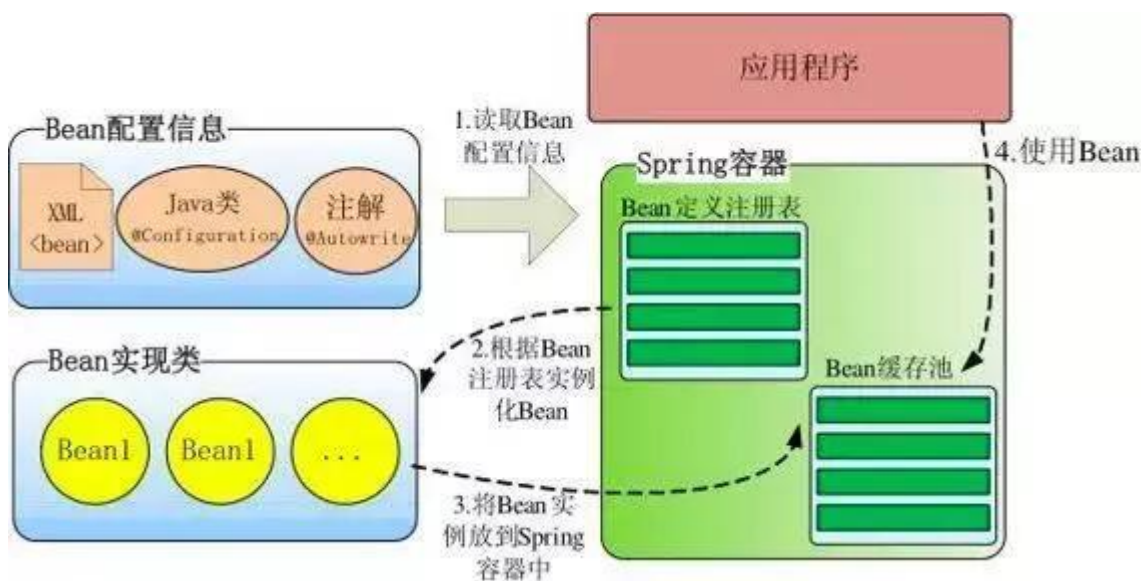 应用程序
Bean配置信息
XML
<bean>
Java类
@Configuration
注解
@Autowrite
1.读取Bean
配置信息
Spring容器
4.使用Bean
Bean定义注册表
2.根据Bean
注册表实例
化Bean
Bean实现类
Bean1
Bean1
...
Bean缓存池
3.将Bean实
例放到Spring
容器中